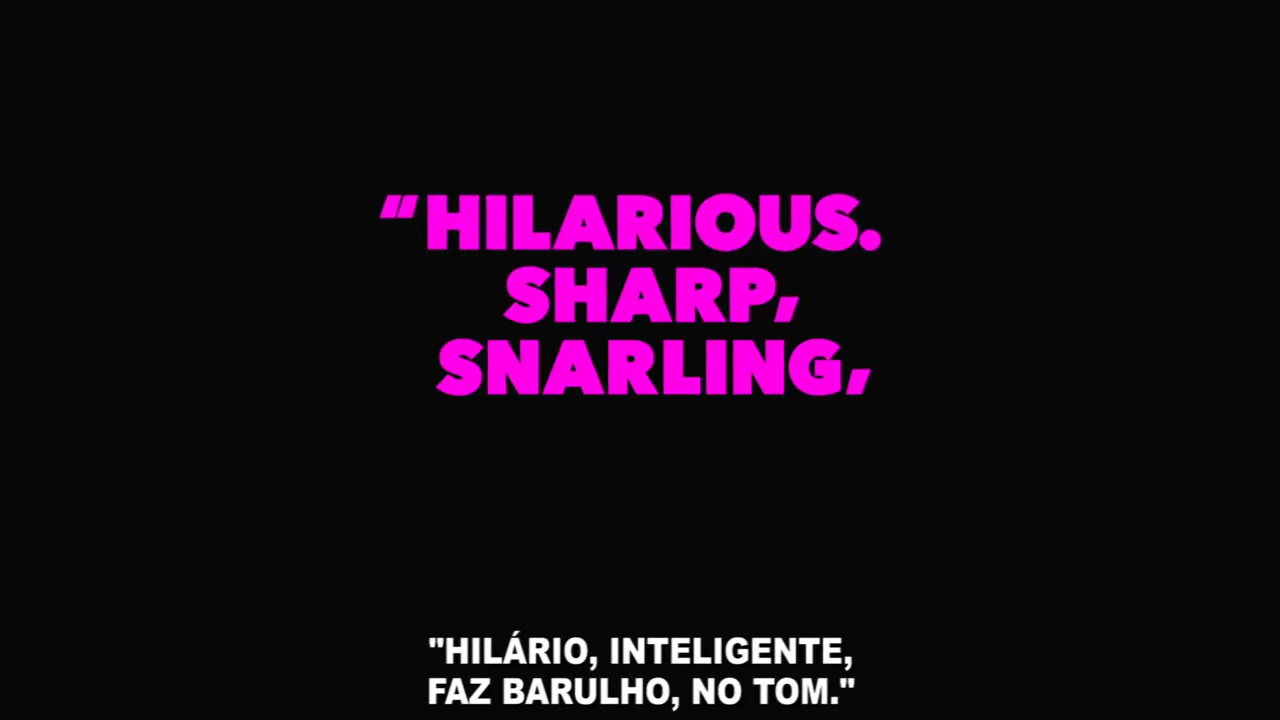 “HILARIOUS.
SHARP,
SNARLING,
"HILÁRIO, INTELIGENTE,
FAZ BARULHO, NO TOM."